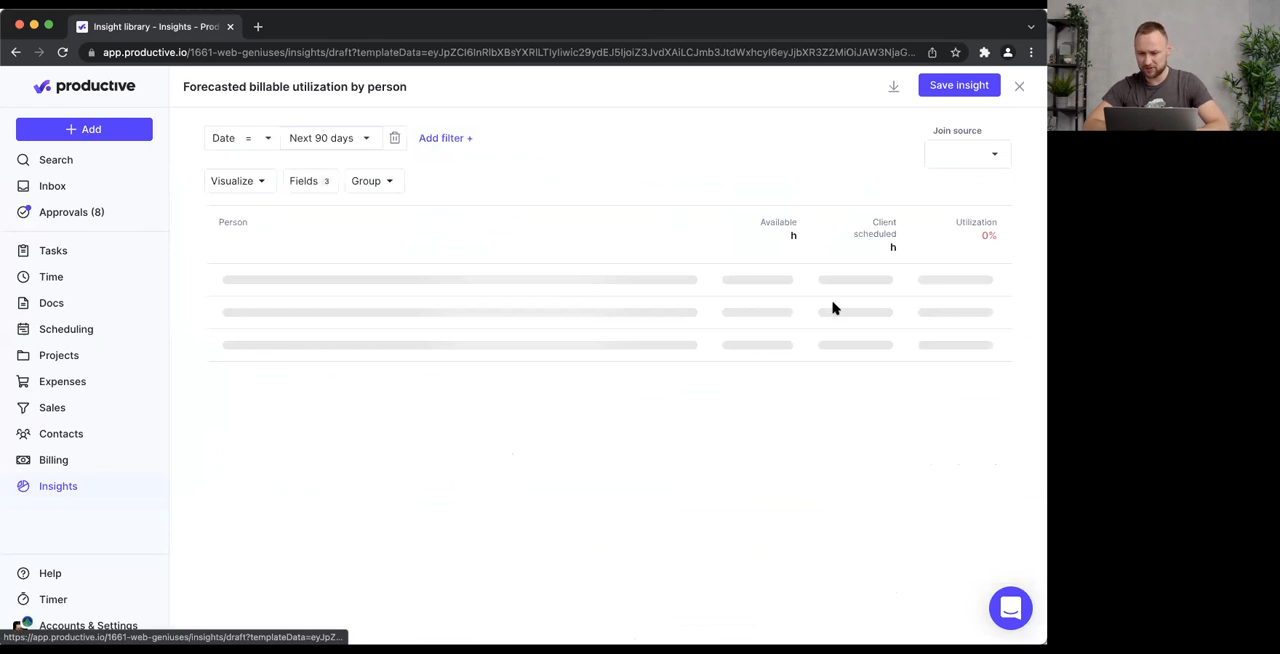 Insight library - Insights - Prod
app.productive.io/1661-web-geniuses/insights/draft?templateData=eyJpZCI6InRlbXBsYXRlLTIyIiwic29ydEJ5IjoiZ3JvdXAiLCJmb3JtdWxhcyI6eyJjbXR3Z2MiOiJAW3NjaG...
productive
Forecasted billable utilization by person
Save insight
+ Add
Date = Next 90 days Add filter +
Join source
Search
Visualize Fields 3 Group
Inbox
Approvals (8)
Person Available Client scheduled Utilization
h h 0%
Tasks
Time
Docs
Scheduling
Projects
Expenses
Sales
Contacts
Billing
Insights
Help
Timer
Accounts & Settings
https://app.productive.io/1661-web-geniuses/insights/draft?templateData=eyJpZ...